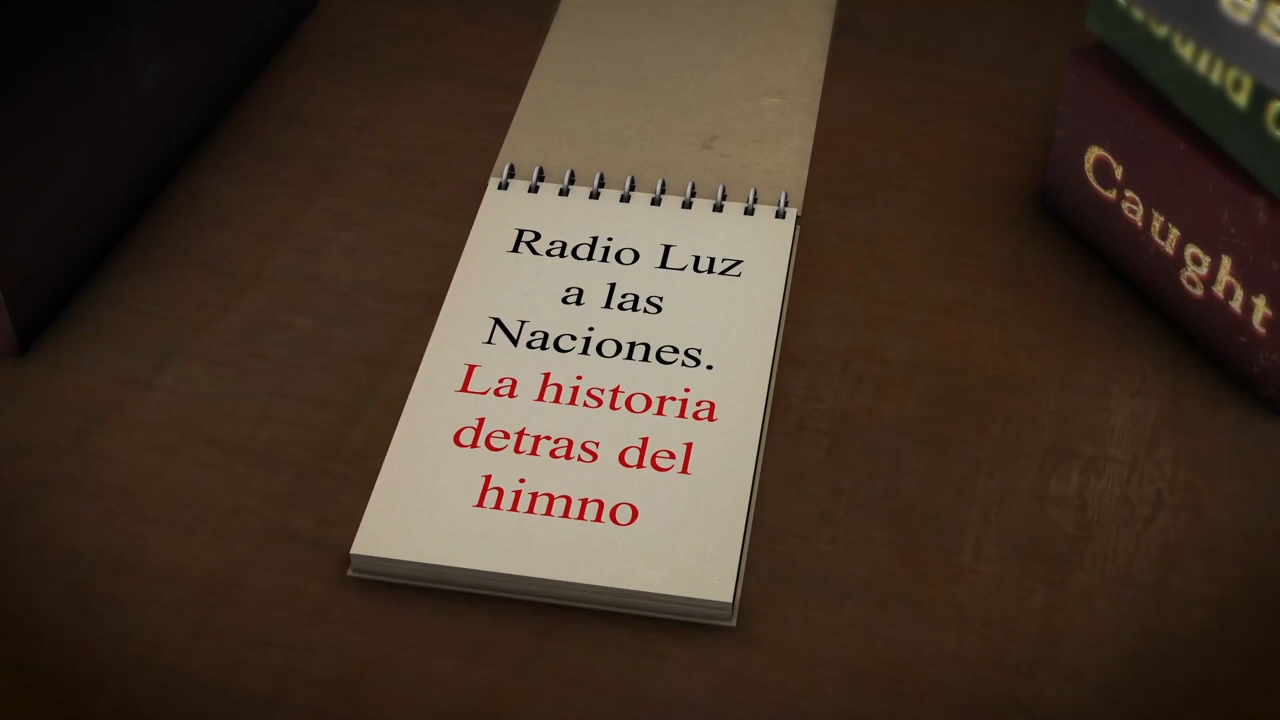 Radio Luz
a las
Naciones.
La historia
detras del
himno
Caught